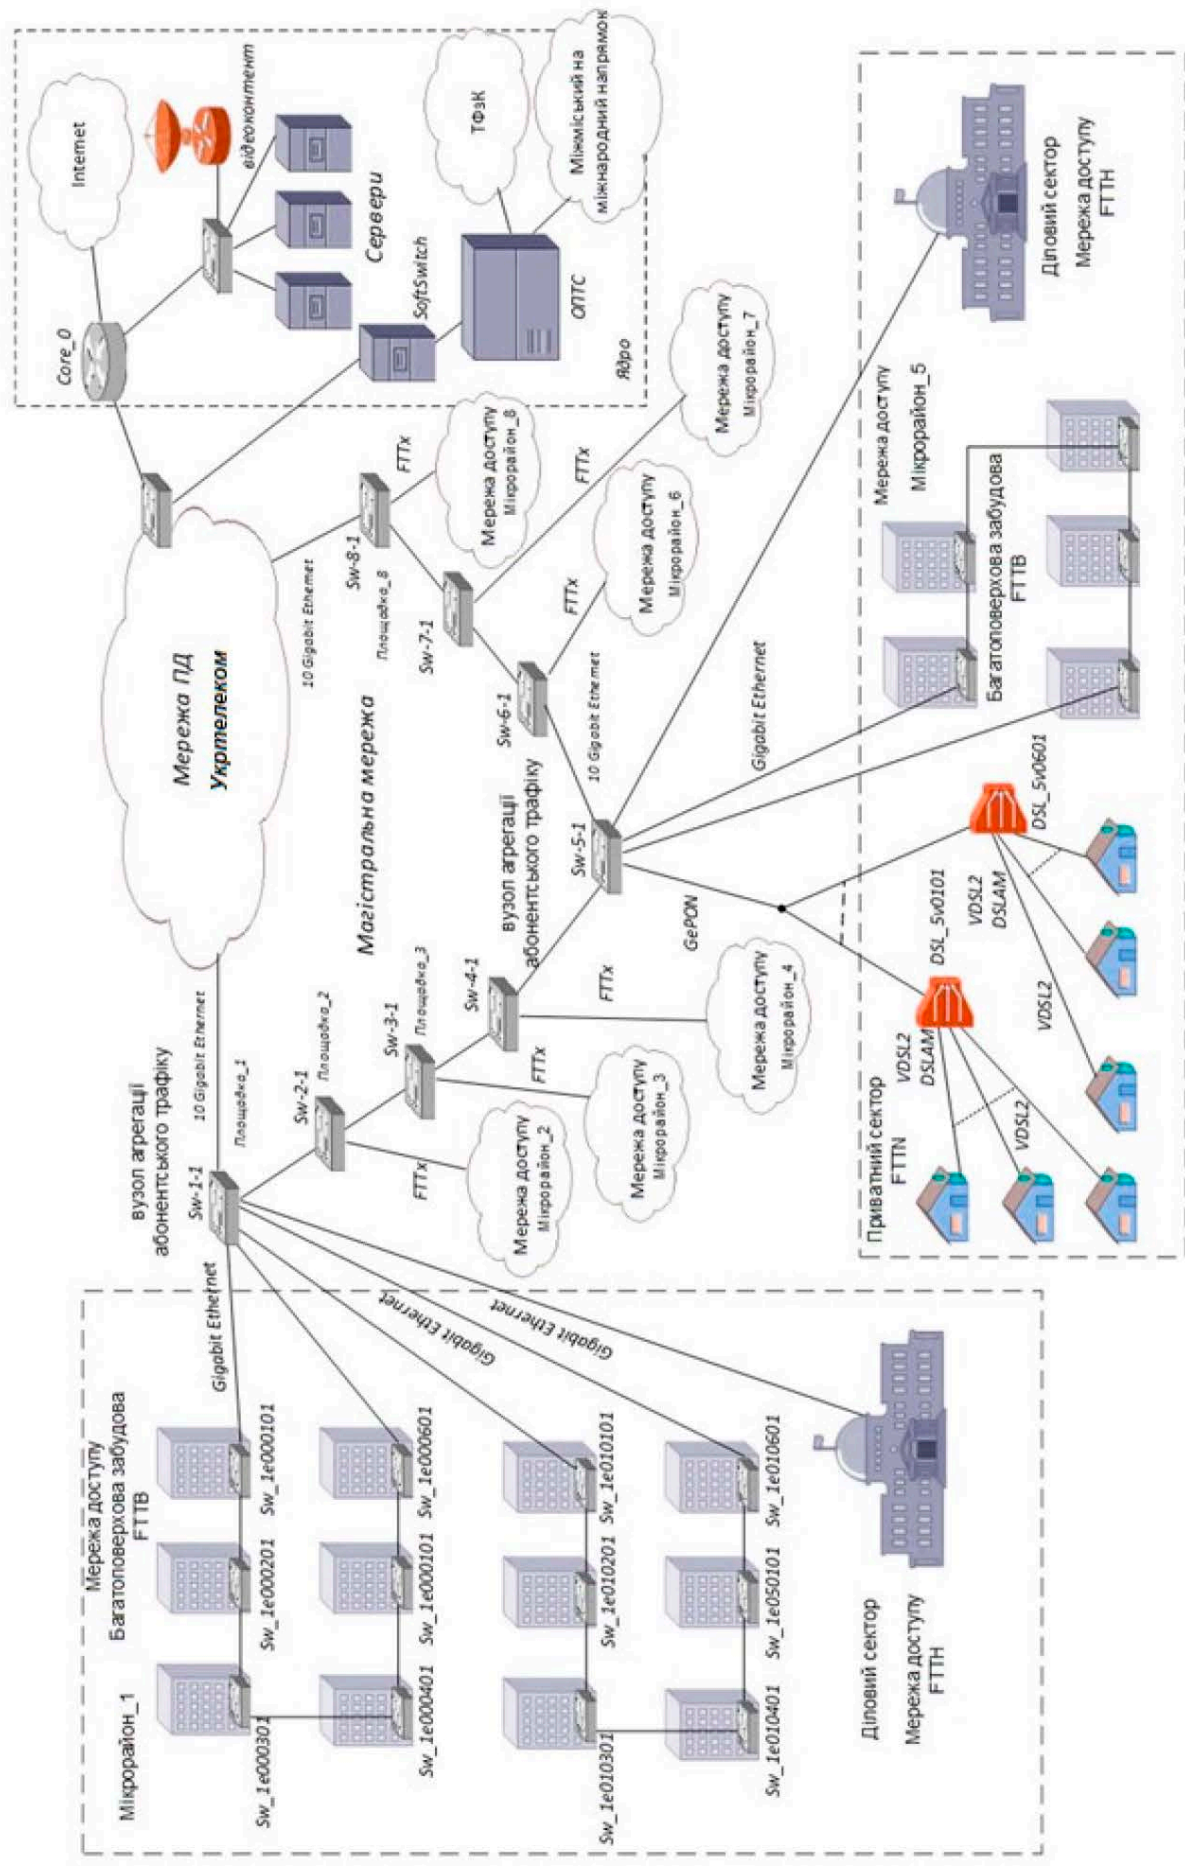 Мікрорайон_1
Мережа доступу
Багатоповерхова забудова
FTTB
Sw_1e000301
Sw_1e000201
Sw_1e000101
Sw_1e000401
Sw_1e000101
Sw_1e000601
Sw_1e010301
Sw_1e010201
Sw_1e010101
Sw_1e010401
Sw_1e050101
Sw_1e010601
Діловий сектор
Мережа доступу
FTTH
Gigabit Ethernet
Gigabit Ethernet
Gigabit Ethernet
вузол агрегації
абонентського трафіку
Sw-1-1
10 Gigabit Ethernet
Площадка_1
Sw-2-1
Площадка_2
FTTx
Мережа доступу
Мікрорайон_2
Sw-3-1
Площадка_3
FTTx
Мережа доступу
Мікрорайон_3
Sw-4-1
FTTx
Мережа доступу
Мікрорайон_4
Магістральна мережа
Мережа ПД
Укртелеком
вузол агрегації
абонентського трафіку
Sw-5-1
10 Gigabit Ethernet
Sw-6-1
FTTx
Мережа доступу
Мікрорайон_6
Sw-7-1
FTTx
Мережа доступу
Мікрорайон_7
10 Gigabit Ethernet
Sw-8-1
Площадка_8
FTTx
Мережа доступу
Мікрорайон_8
Core_0
Internet
відеоконтент
Сервери
SoftSwitch
ОПТС
ТФзК
Міжміський на
міжнародний напрямок
Ядро
GePON
Gigabit Ethernet
Приватний сектор
FTTN
VDSL2
DSLAM
DSL_5v0101
VDSL2
VDSL2
DSLAM
DSL_5v0601
VDSL2
Багатоповерхова забудова
FTTB
Мережа доступу
Мікрорайон_5
Діловий сектор
Мережа доступу
FTTH